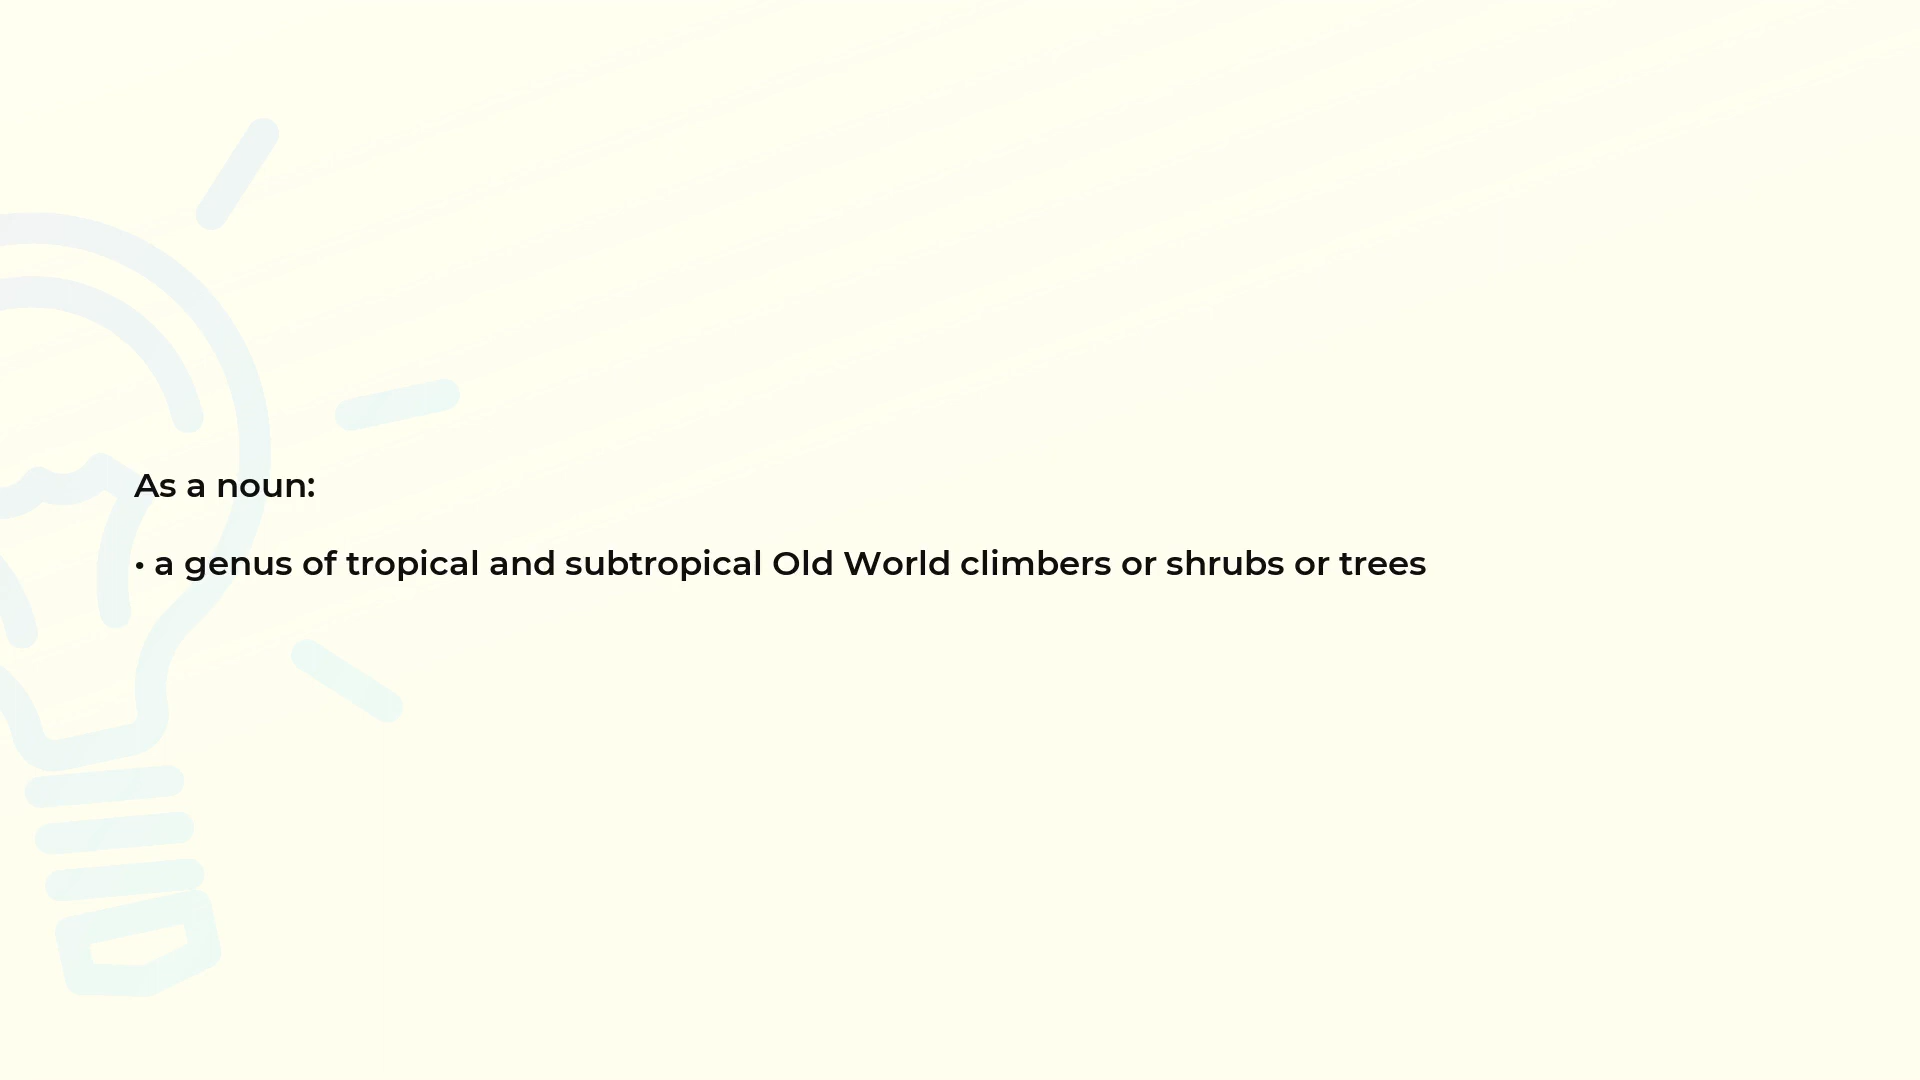 As a noun:
• a genus of tropical and subtropical Old World climbers or shrubs or trees